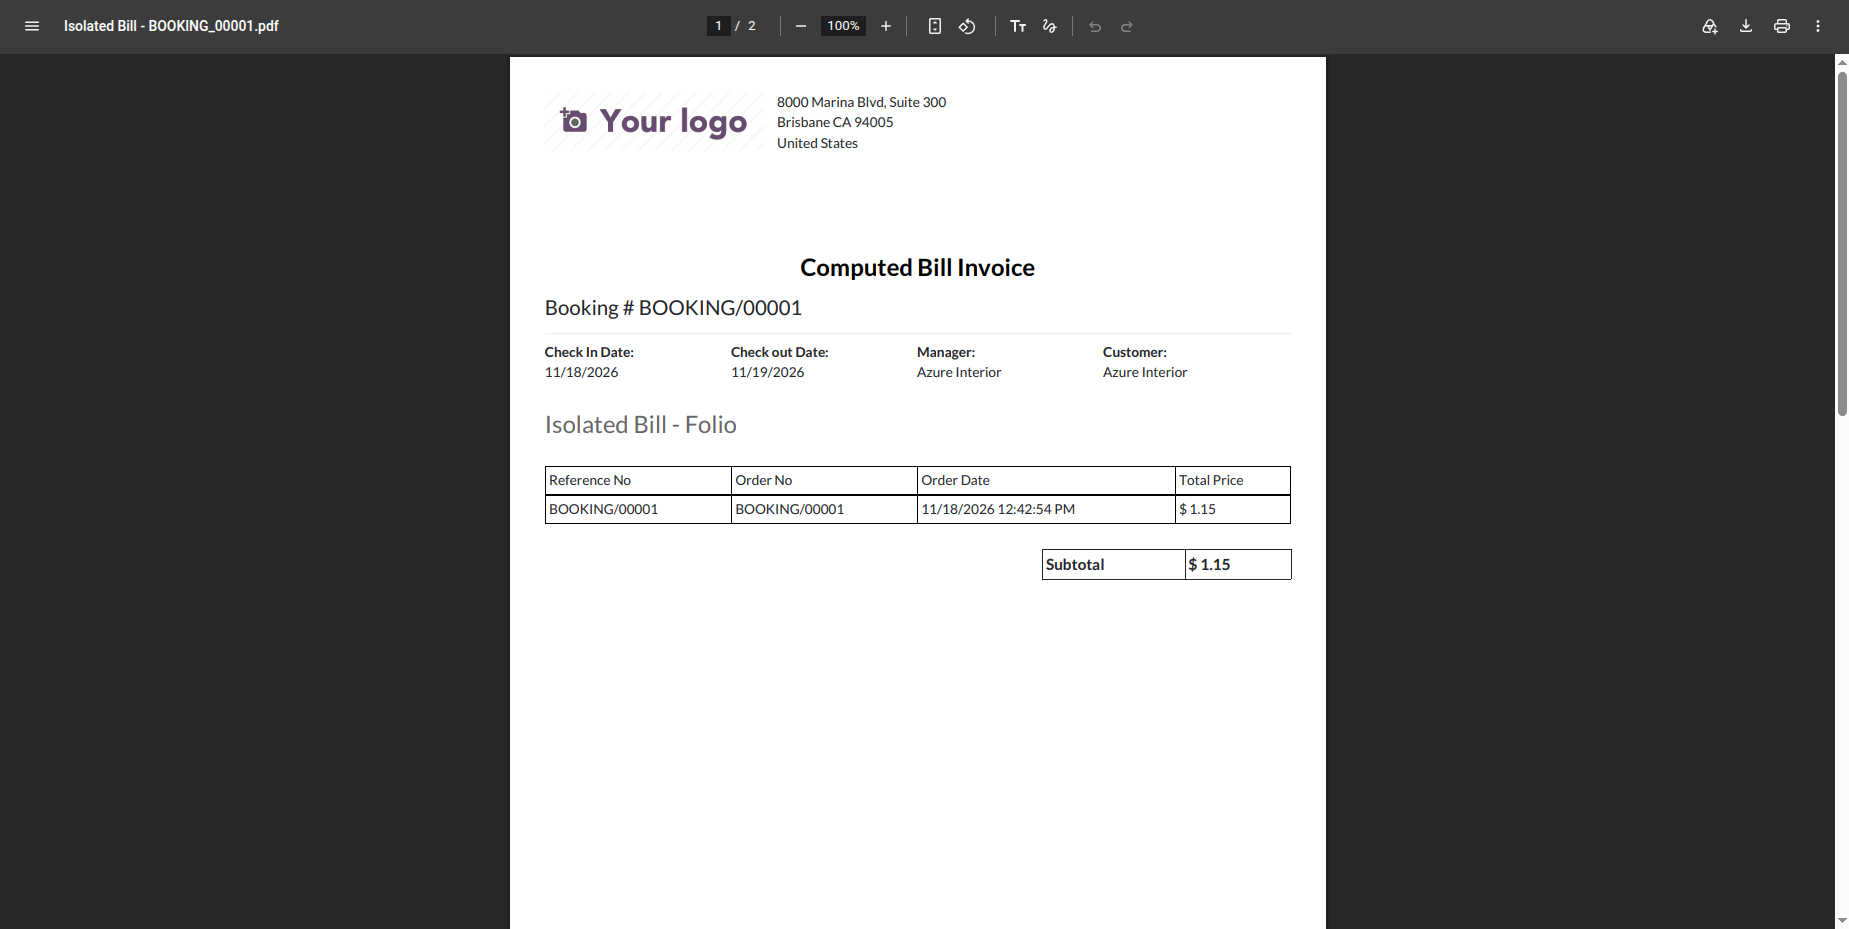 Isolated Bill - BOOKING_00001.pdf
1 / 2
100%
Your logo
8000 Marina Blvd, Suite 300
Brisbane CA 94005
United States
Computed Bill Invoice
Booking # BOOKING/00001
Check In Date: Check out Date: Manager: Customer:
11/18/2026 11/19/2026 Azure Interior Azure Interior
Isolated Bill - Folio
Reference No Order No Order Date Total Price
BOOKING/00001 BOOKING/00001 11/18/2026 12:42:54 PM $ 1.15
Subtotal $ 1.15